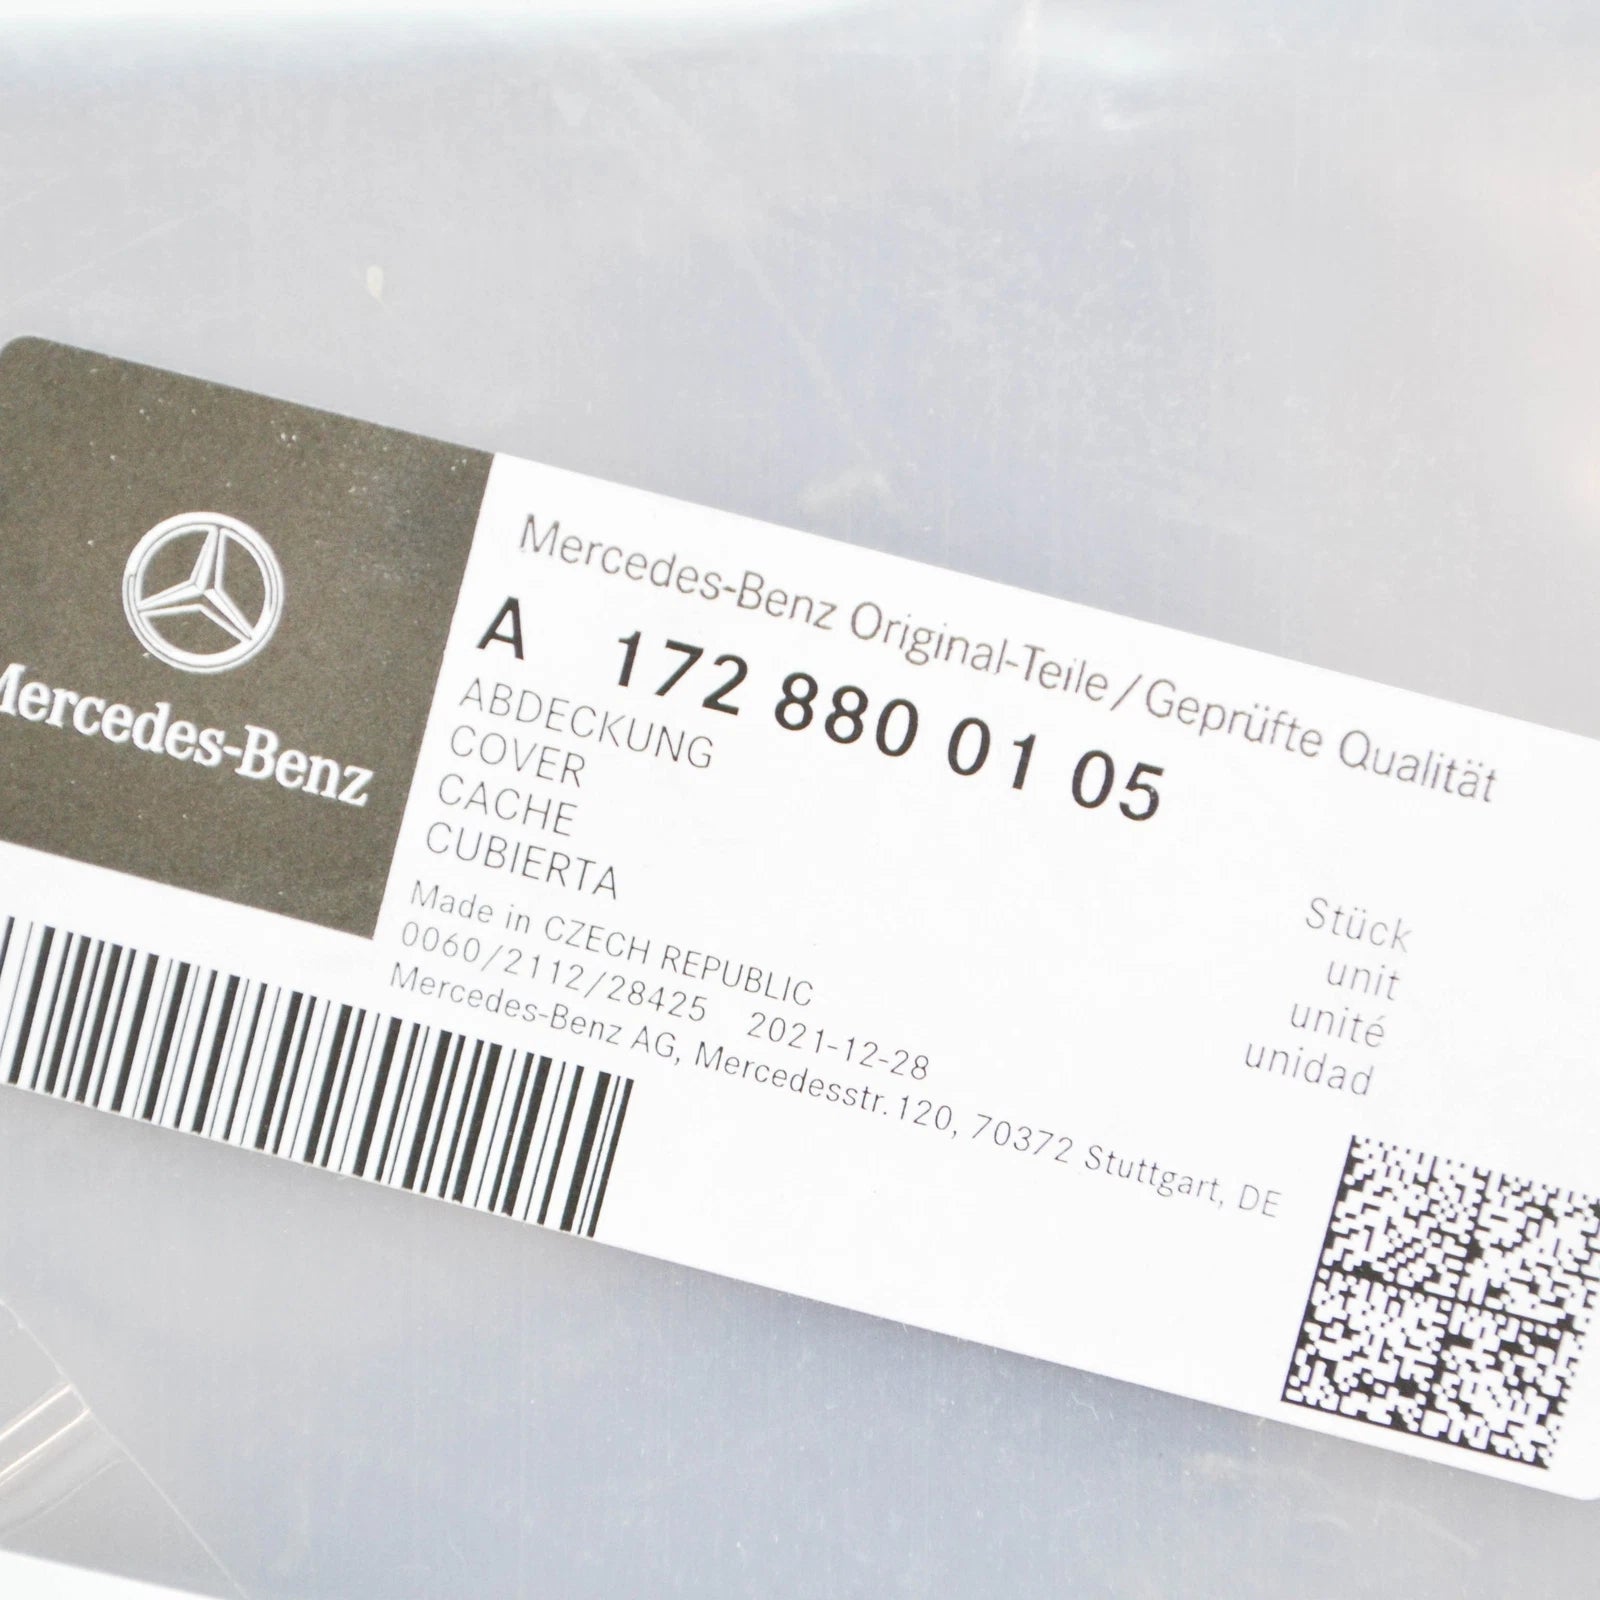 Mercedes-Benz
Mercedes-Benz Original-Teile/Geprüfte Qualität
A 172 880 01 05
ABDECKUNG
COVER
CACHE
CUBIERTA
Stück
unit
unité
unidad
Made in CZECH REPUBLIC
0060/2112/28425 2021-12-28
Mercedes-Benz AG, Mercedesstr. 120, 70372 Stuttgart, DE